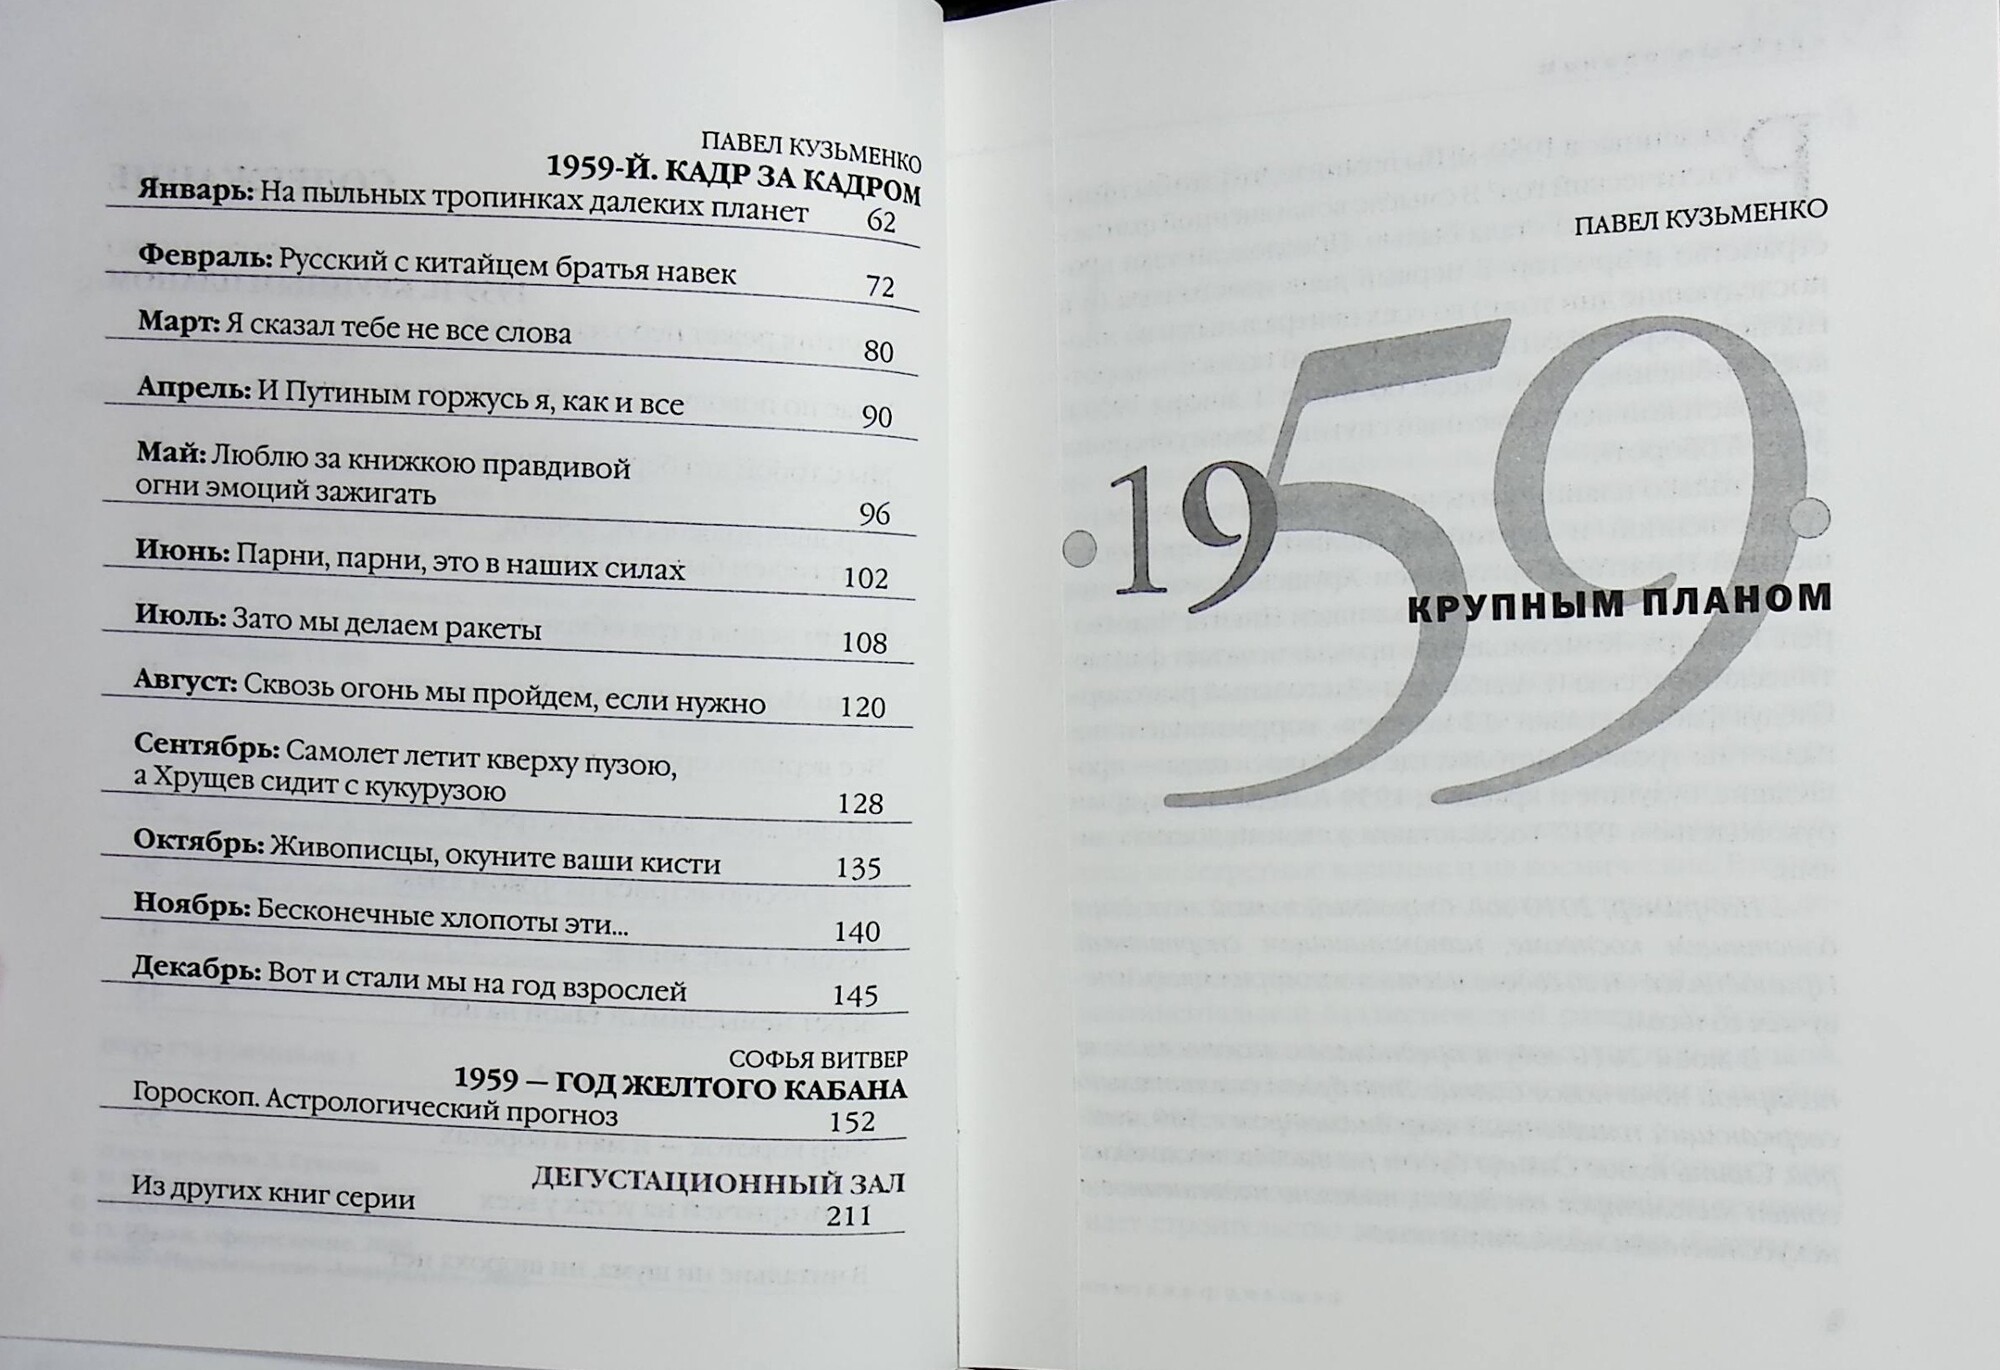 ПАВЕЛ КУЗЬМЕНКО
1959-Й. КАДР ЗА КАДРОМ
Январь: На пыльных тропинках далеких планет 62
Февраль: Русский с китайцем братья навек 72
Март: Я сказал тебе не все слова 80
Апрель: И Путиным горжусь я, как и все 90
Май: Люблю за книжкою правдивой
огни эмоций зажигать 96
Июнь: Парни, парни, это в наших силах 102
Июль: Зато мы делаем ракеты 108
Август: Сквозь огонь мы пройдем, если нужно 120
Сентябрь: Самолет летит кверху пузою,
а Хрущев сидит с кукурузою 128
Октябрь: Живописцы, окуните ваши кисти 135
Ноябрь: Бесконечные хлопоты эти... 140
Декабрь: Вот и стали мы на год взрослей 145
СОФЬЯ ВИТВЕР
1959 – ГОД ЖЕЛТОГО КАБАНА
Гороскоп. Астрологический прогноз 152
ДЕГУСТАЦИОННЫЙ ЗАЛ
Из других книг серии 211
ПАВЕЛ КУЗЬМЕНКО
·1959·
КРУПНЫМ ПЛАНОМ